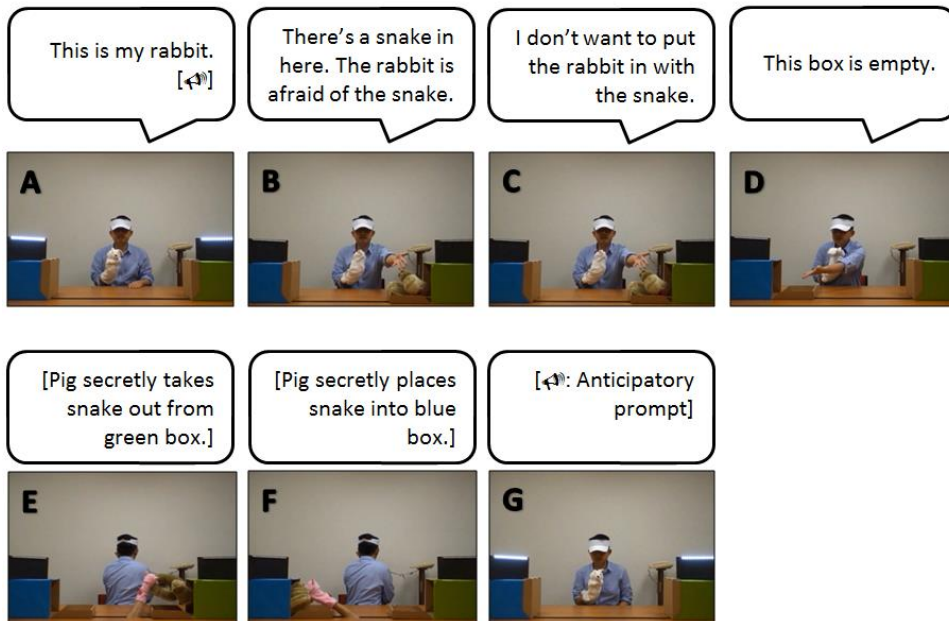 This is my rabbit.
[📢]
There's a snake in
here. The rabbit is
afraid of the snake.
I don't want to put
the rabbit in with
the snake.
This box is empty.
A
B
C
D
[Pig secretly takes
snake out from
green box.]
[Pig secretly places
snake into blue
box.]
[📢: Anticipatory
prompt]
E
F
G